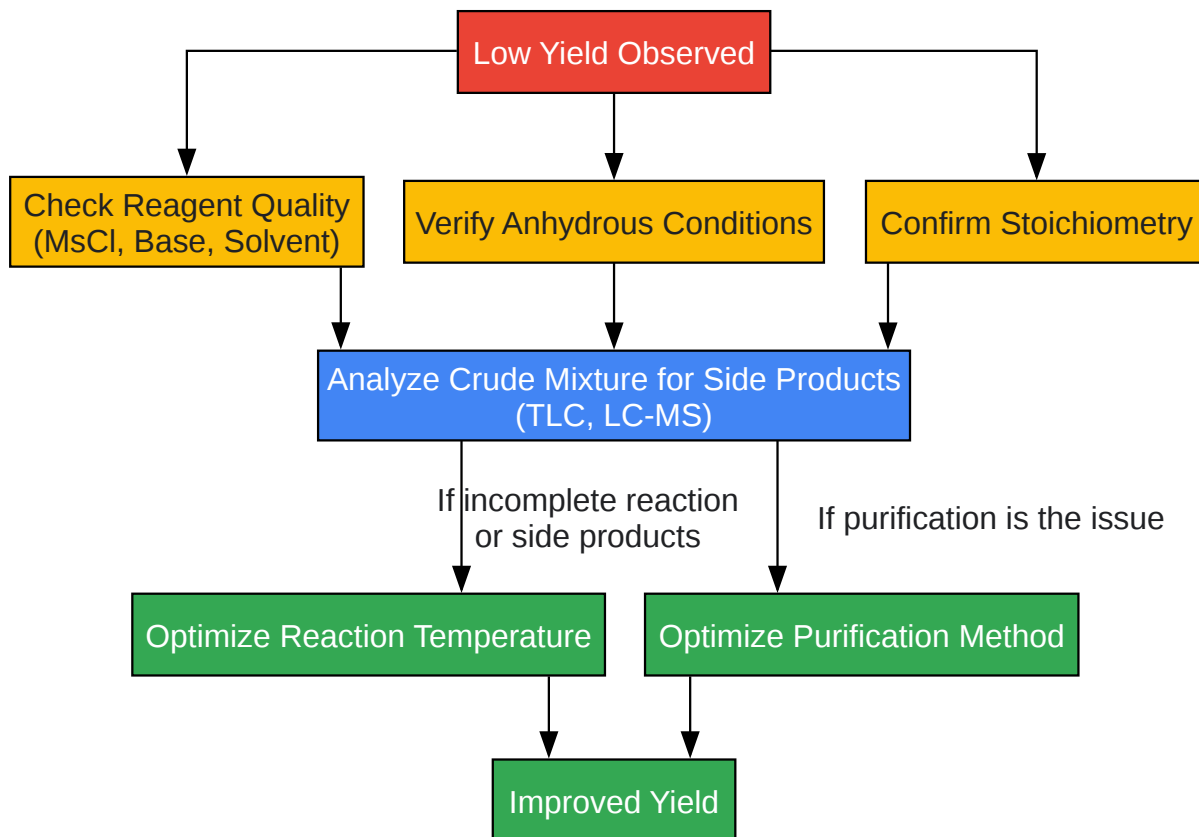 Low Yield Observed
Check Reagent Quality
(MsCl, Base, Solvent)
Verify Anhydrous Conditions
Confirm Stoichiometry
Analyze Crude Mixture for Side Products
(TLC, LC-MS)
If incomplete reaction
or side products
If purification is the issue
Optimize Reaction Temperature
Optimize Purification Method
Improved Yield